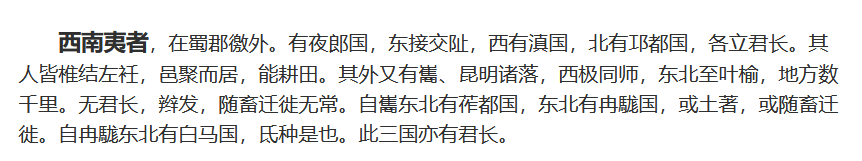 西南夷者，在蜀郡徼外。有夜郎国，东接交阯，西有滇国，北有邛都国，各立君长。其
人皆椎结左衽，邑聚而居，能耕田。其外又有巂、昆明诸落，西极同师，东北至叶榆，地方数
千里。无君长，辫发，随畜迁徙无常。自巂东北有莋都国，东北有冉駹国，或土著，或随畜迁
徙。自冉駹东北有白马国，氐种是也。此三国亦有君长。